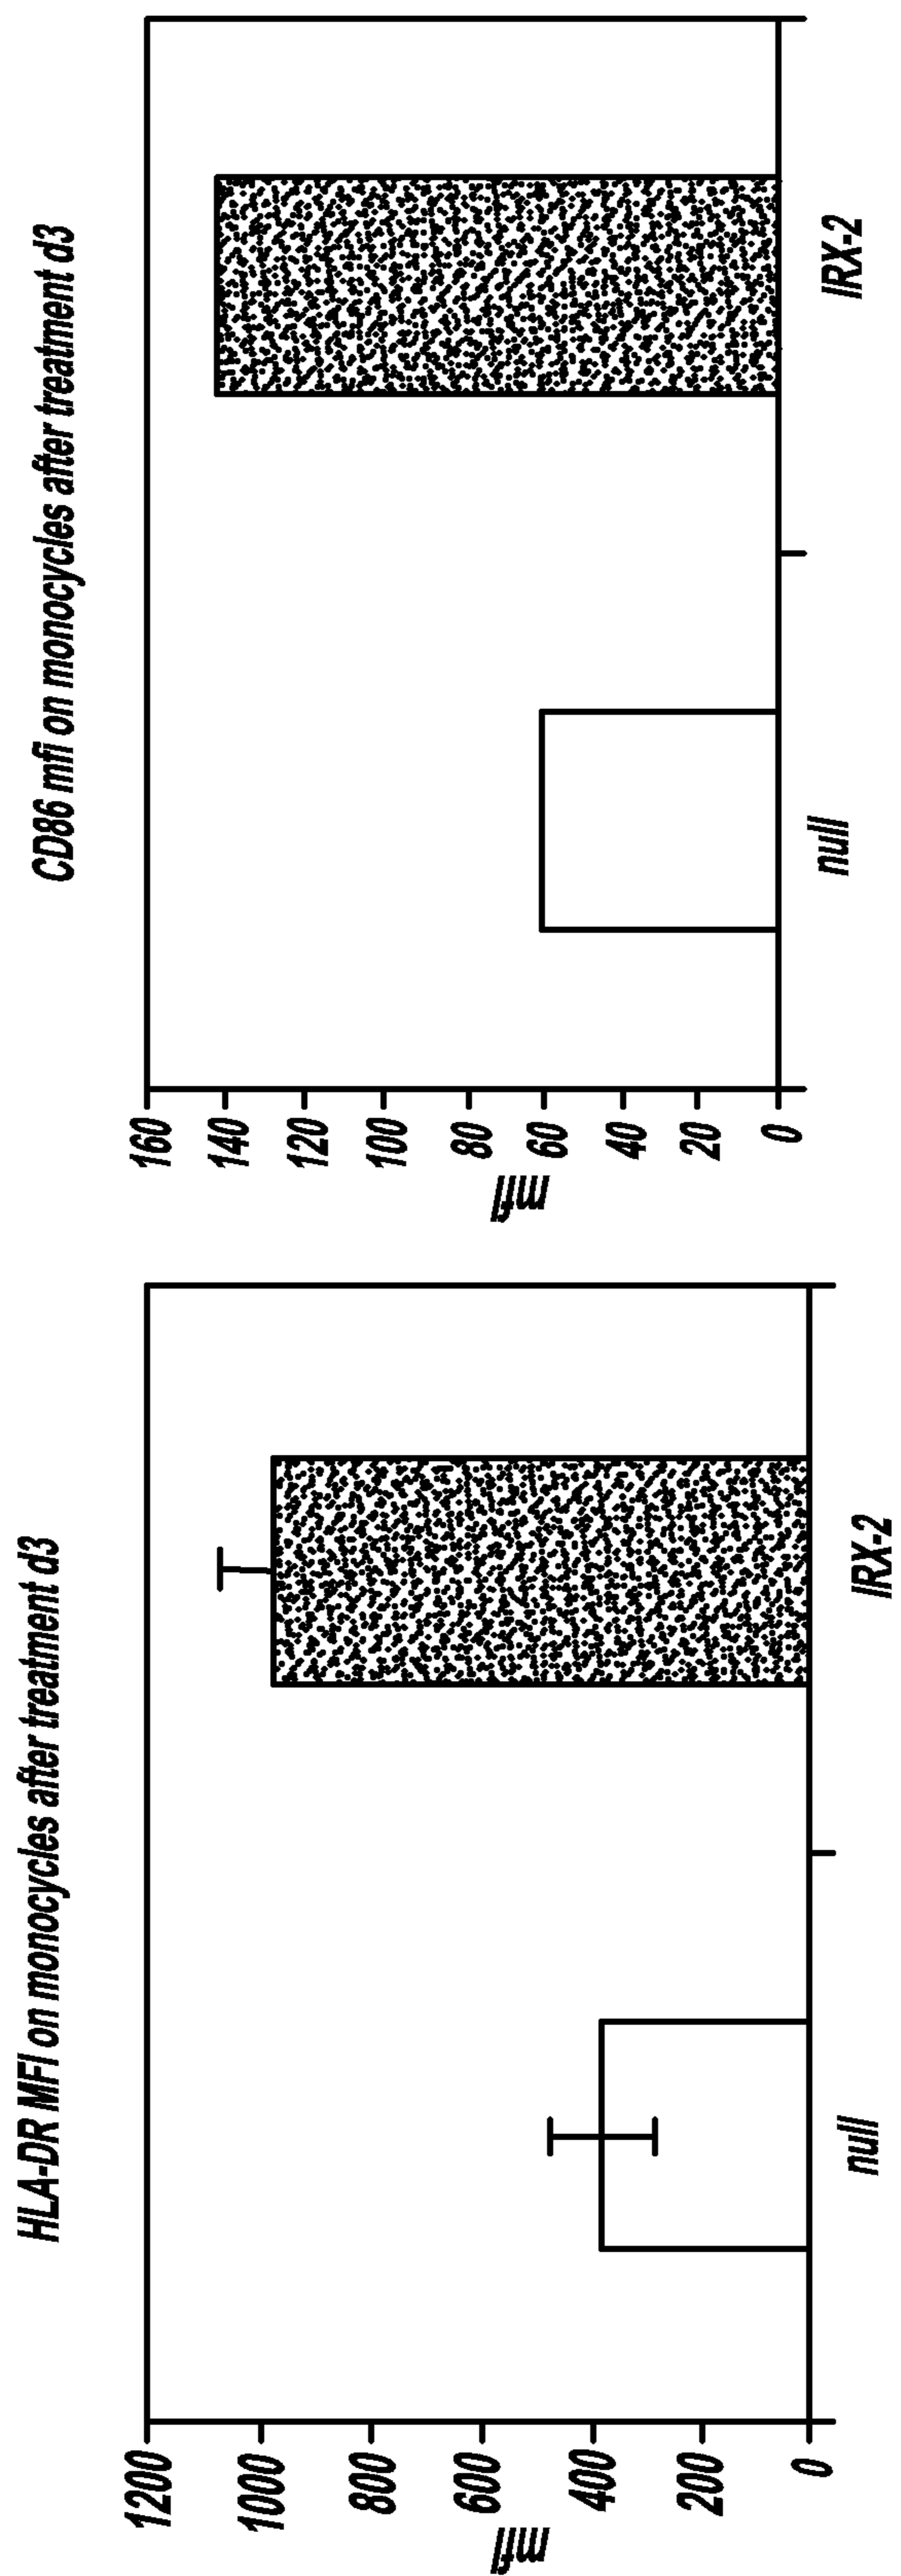 HLA-DR MFI on monocycles after treatment d3
mfi
1200
1000
800
600
400
200
0
null
IRX-2
CD86 mfi on monocycles after treatment d3
mfi
160
140
120
100
80
60
40
20
0
null
IRX-2